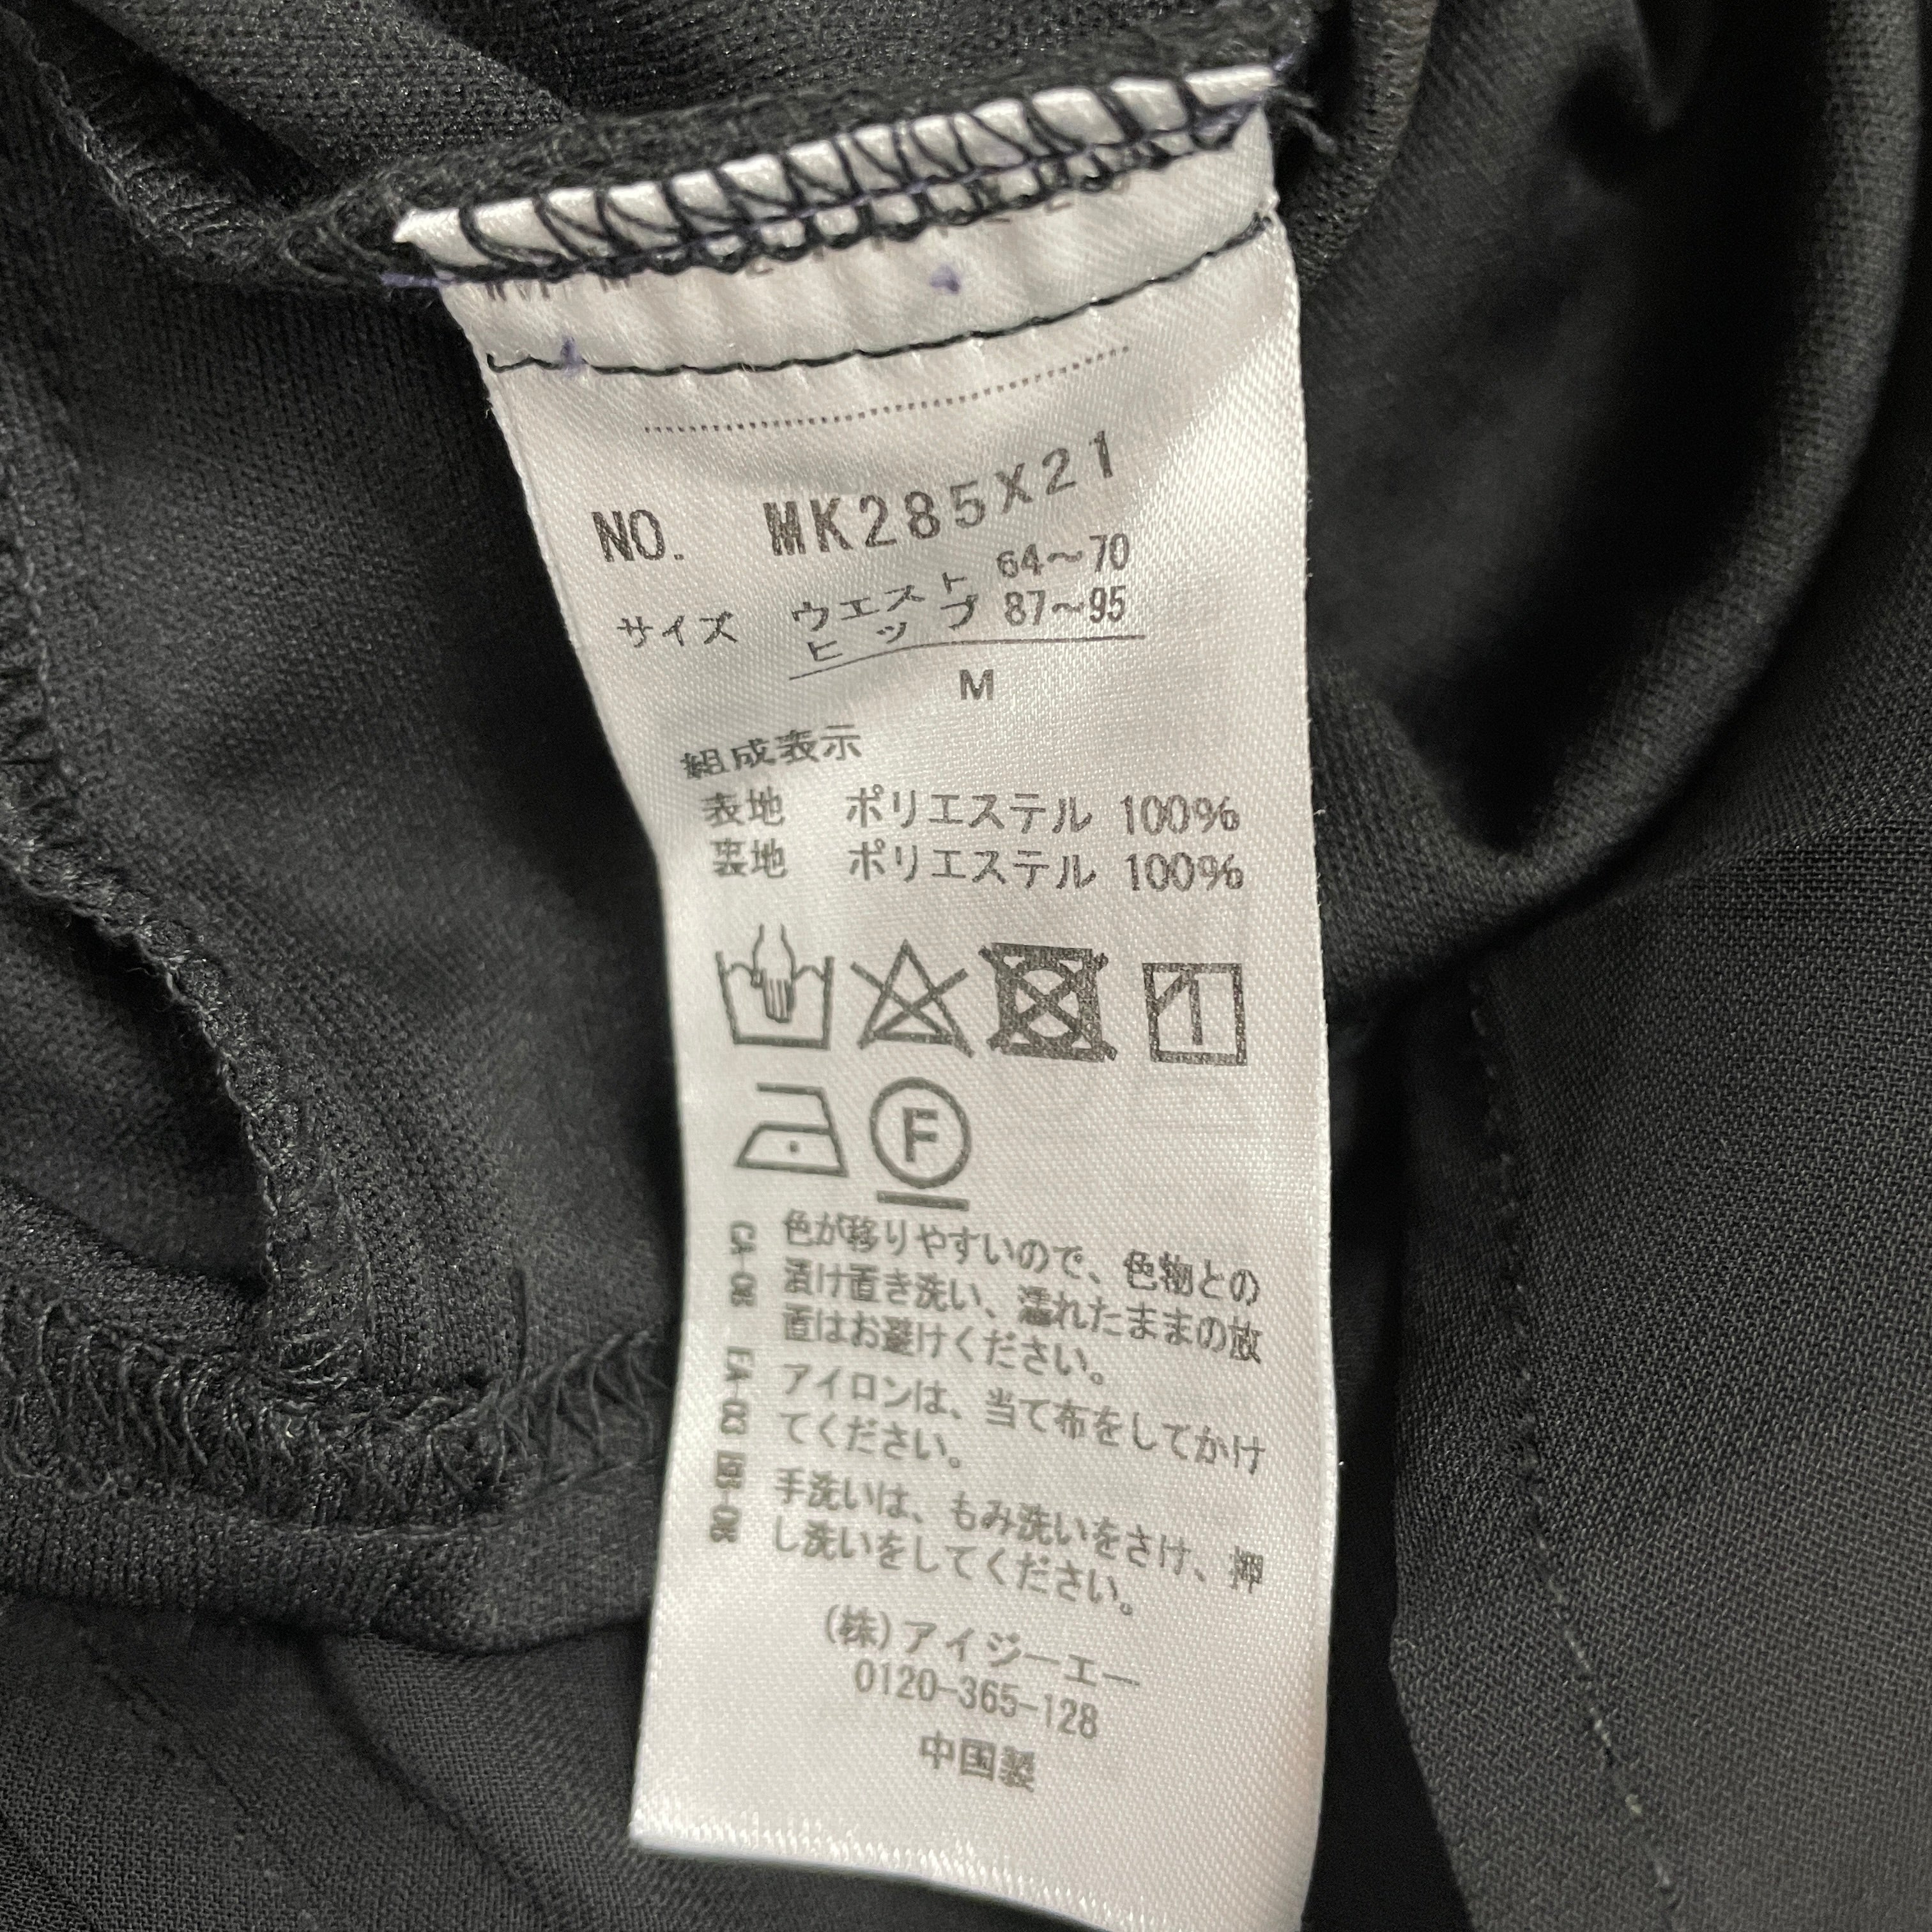 NO. MK285X21
サイズ ウエスト 64～70
ヒップ 87～95
M
組成表示
表地 ポリエステル 100%
裏地 ポリエステル 100%
F
色が移りやすいので、色物との
漬け置き洗い、濡れたままの放
置はお避けください。
アイロンは、当て布をしてかけ
てください。
手洗いは、もみ洗いをさけ、押
し洗いをしてください。
(株)アイジーエー
0120-365-128
中国製